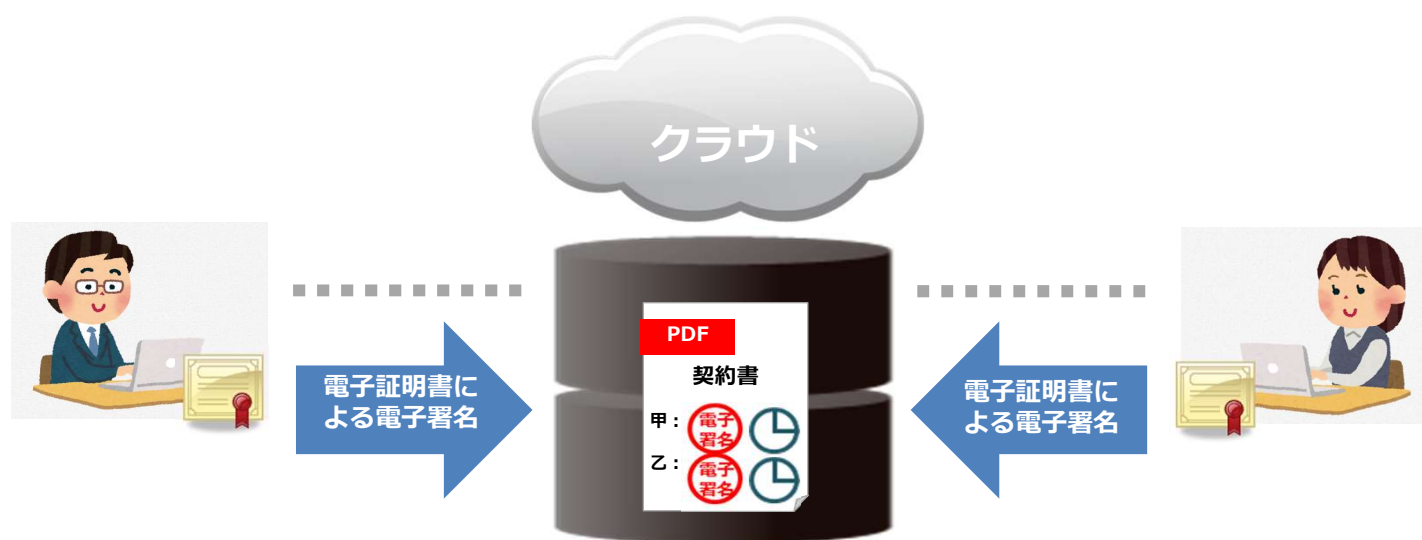 クラウド
PDF
契約書
電子証明書に
よる電子署名
甲：
電子
署名
乙：
電子
署名
電子証明書に
よる電子署名